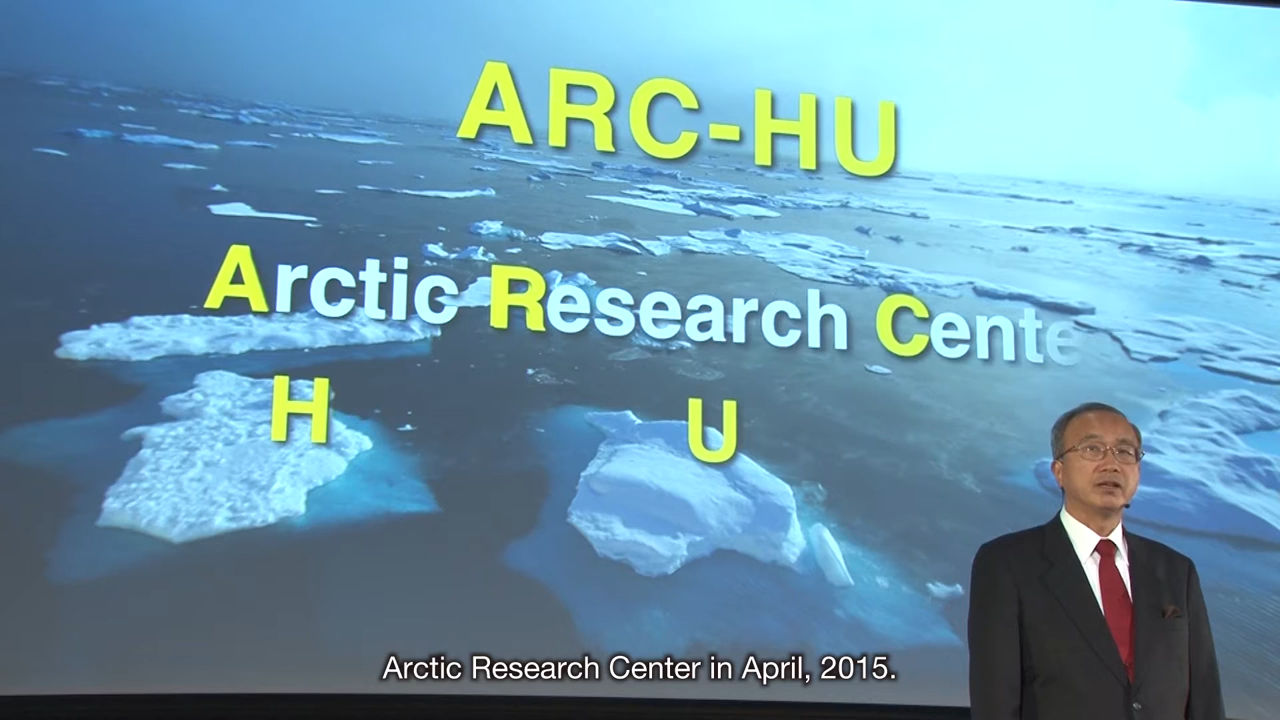 ARC-HU
Arctic Research Cente
H U
Arctic Research Center in April, 2015.